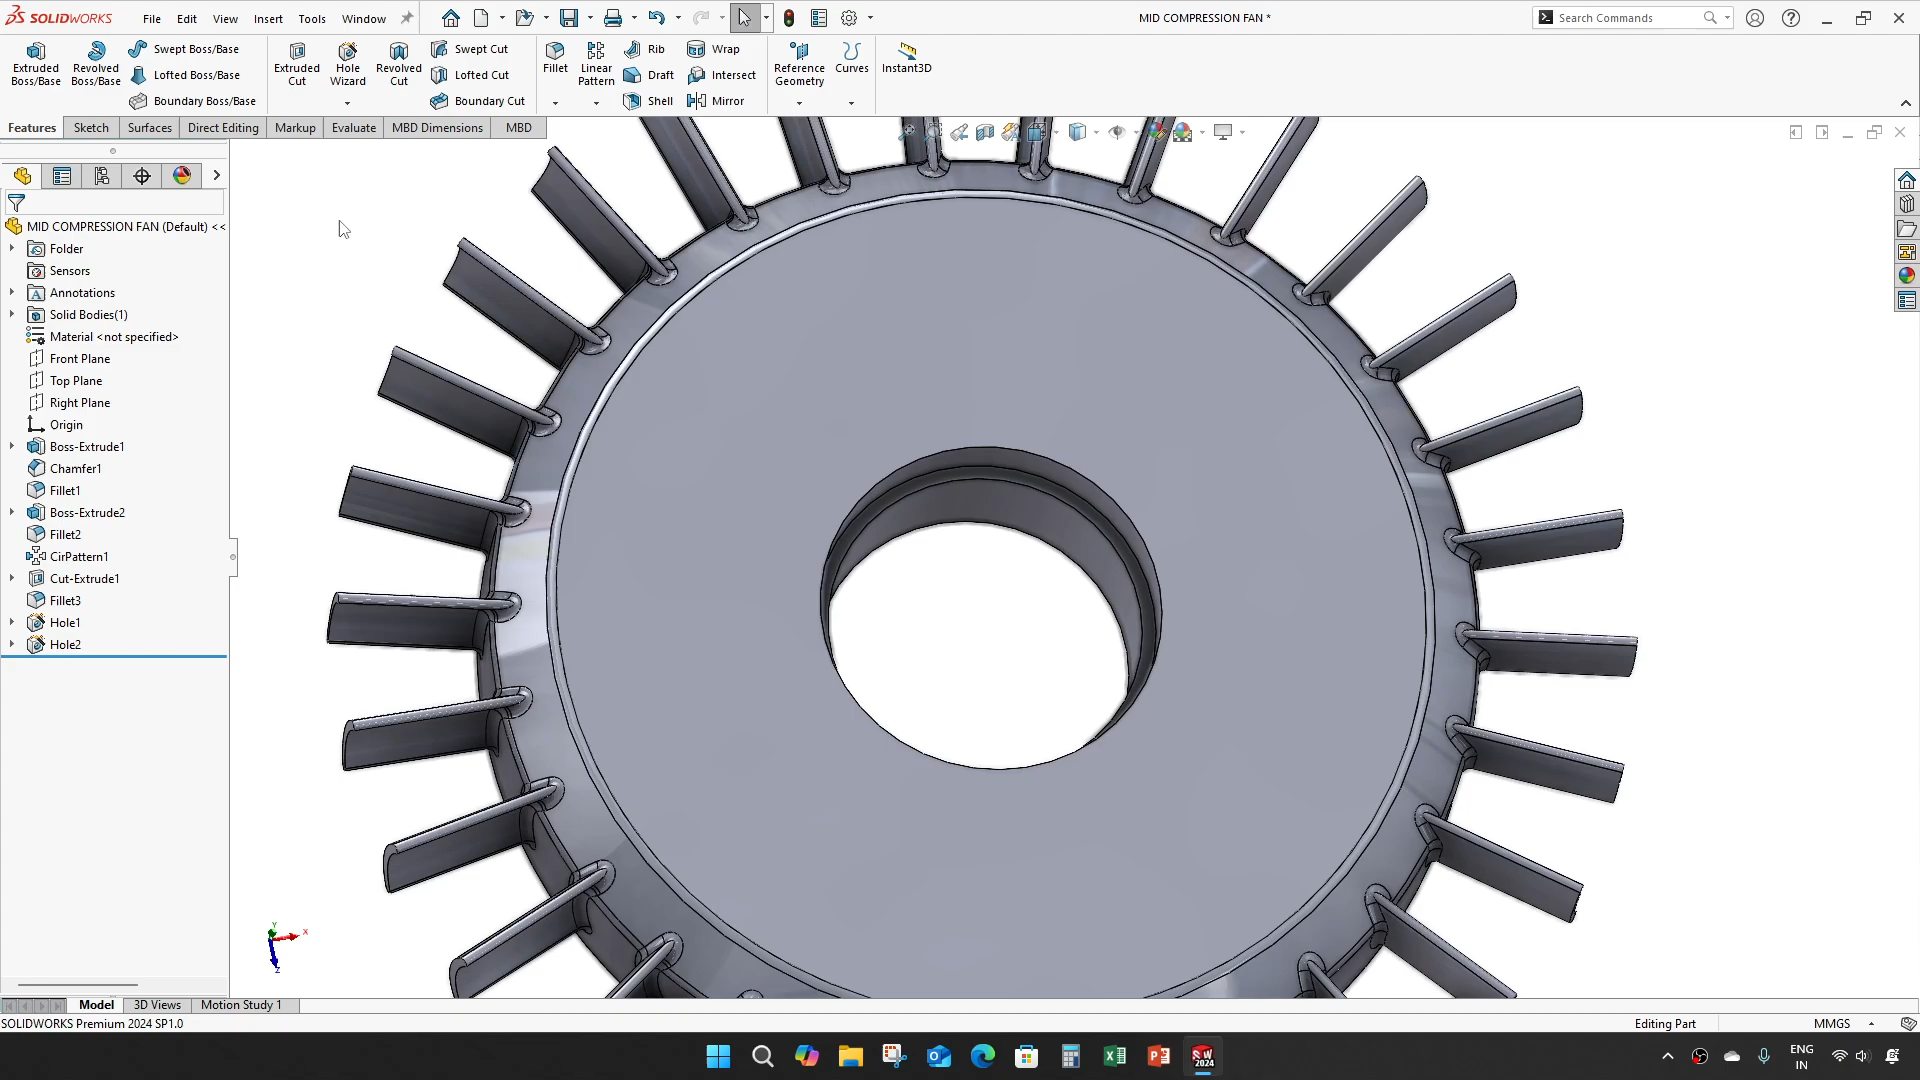 SOLIDWORKS File Edit View Insert Tools Window MID COMPRESSION FAN * Search Commands
Extruded Boss/Base
Revolved Boss/Base
Swept Boss/Base
Lofted Boss/Base
Boundary Boss/Base
Extruded Cut
Hole Wizard
Revolved Cut
Swept Cut
Lofted Cut
Boundary Cut
Fillet
Linear Pattern
Rib
Draft
Shell
Wrap
Intersect
Mirror
Reference Geometry
Curves
Instant3D
Features Sketch Surfaces Direct Editing Markup Evaluate MBD Dimensions MBD
MID COMPRESSION FAN (Default) <<
Folder
Sensors
Annotations
Solid Bodies(1)
Material <not specified>
Front Plane
Top Plane
Right Plane
Origin
Boss-Extrude1
Chamfer1
Fillet1
Boss-Extrude2
Fillet2
CirPattern1
Cut-Extrude1
Fillet3
Hole1
Hole2
Y
X
Z
Model 3D Views Motion Study 1
SOLIDWORKS Premium 2024 SP1.0 Editing Part MMGS
SW 2024
ENG
IN